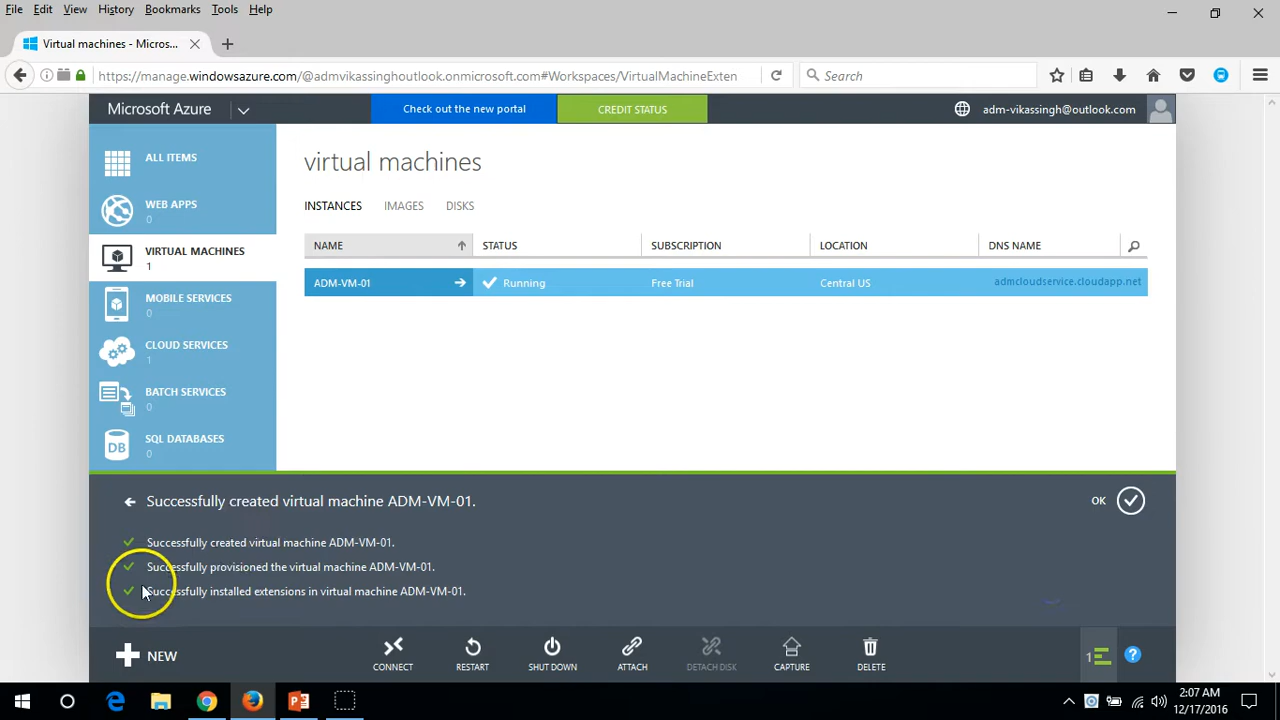 File Edit View History Bookmarks Tools Help
Virtual machines - Micros...
https://manage.windowsazure.com/@admvikassinghoutlook.onmicrosoft.com#Workspaces/VirtualMachineExten
Search
Microsoft Azure
Check out the new portal
CREDIT STATUS
adm-vikassingh@outlook.com
ALL ITEMS
WEB APPS
0
VIRTUAL MACHINES
1
MOBILE SERVICES
0
CLOUD SERVICES
1
BATCH SERVICES
0
SQL DATABASES
0
DB
virtual machines
INSTANCES IMAGES DISKS
NAME STATUS SUBSCRIPTION LOCATION DNS NAME
ADM-VM-01 Running Free Trial Central US admcloudservice.cloudapp.net
Successfully created virtual machine ADM-VM-01.
OK
Successfully created virtual machine ADM-VM-01.
Successfully provisioned the virtual machine ADM-VM-01.
Successfully installed extensions in virtual machine ADM-VM-01.
NEW
CONNECT RESTART SHUT DOWN ATTACH DETACH DISK CAPTURE DELETE
1
?
2:07 AM
12/17/2016